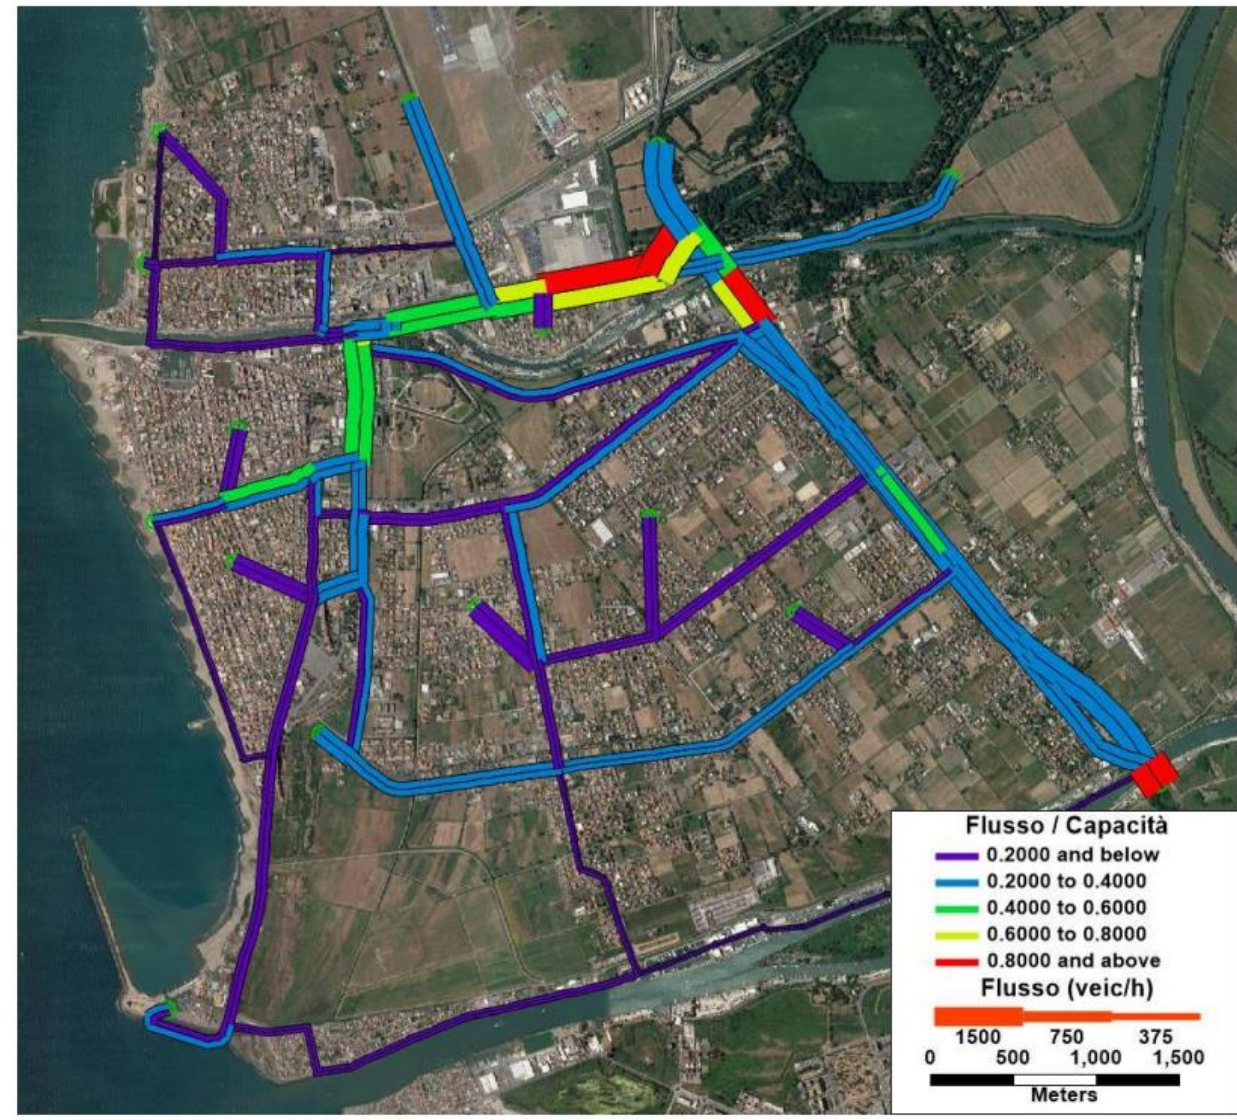 Flusso / Capacità
0.2000 and below
0.2000 to 0.4000
0.4000 to 0.6000
0.6000 to 0.8000
0.8000 and above
Flusso (veic/h)
1500 750 375
0 500 1,000 1,500
Meters